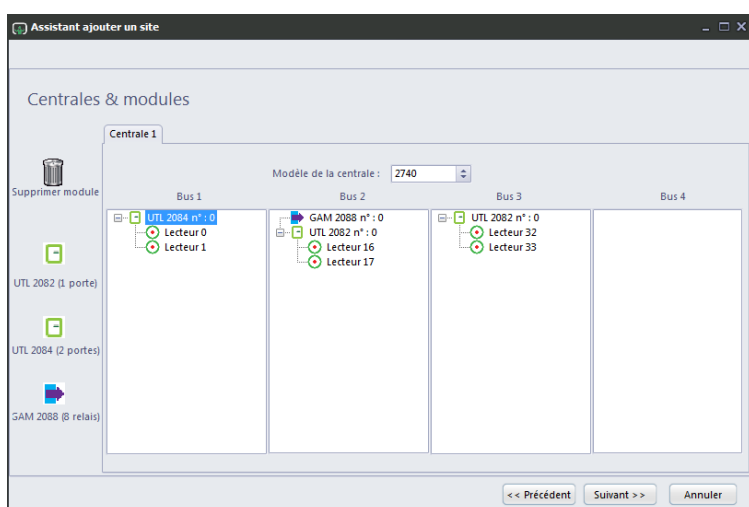 Assistant ajouter un site
Centrales & modules
Centrale 1
Modèle de la centrale : 2740
Supprimer module
Bus 1 Bus 2 Bus 3 Bus 4
UTL 2084 n° : 0
Lecteur 0
Lecteur 1
GAM 2088 n° : 0
UTL 2082 n° : 0
Lecteur 16
Lecteur 17
UTL 2082 n° : 0
Lecteur 32
Lecteur 33
UTL 2082 (1 porte)
UTL 2084 (2 portes)
GAM 2088 (8 relais)
<< Précédent Suivant >> Annuler